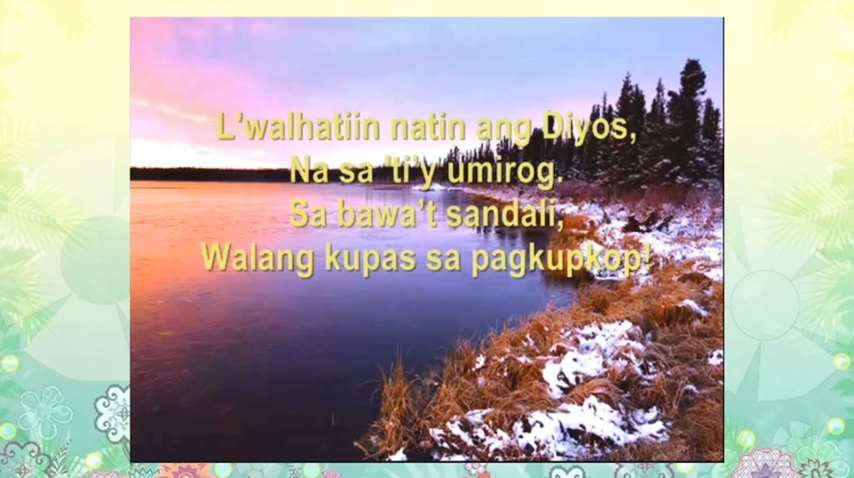 L'walhatiin natin ang Diyos,
Na sa 'ti'y umirog.
Sa bawa't sandali,
Walang kupas sa pagkupkop!